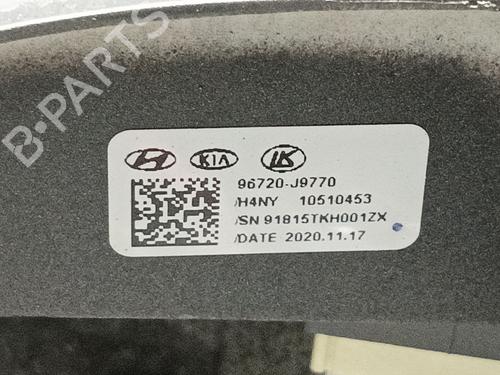 B-PARTS
KIA
96720-J9770
/H4NY 10510453
/SN 91815TKH001ZX
/DATE 2020.11.17